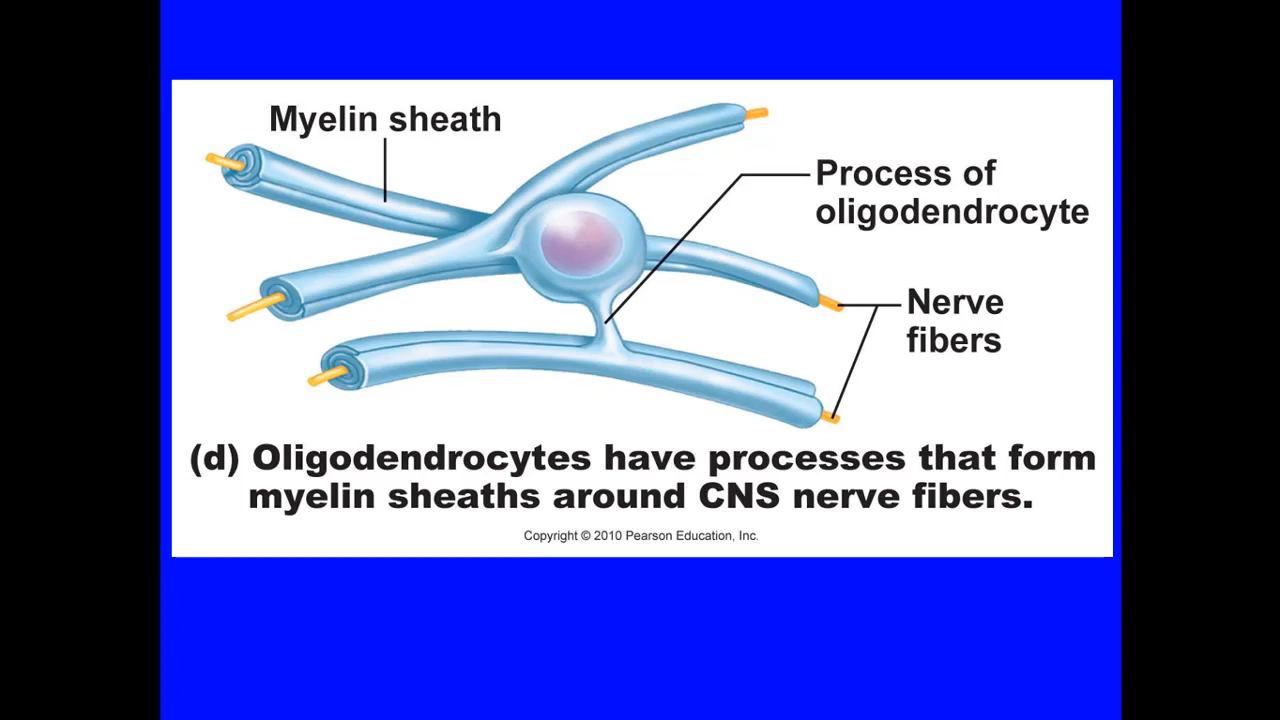 Myelin sheath
Process of
oligodendrocyte
Nerve
fibers
(d) Oligodendrocytes have processes that form
myelin sheaths around CNS nerve fibers.
Copyright © 2010 Pearson Education, Inc.